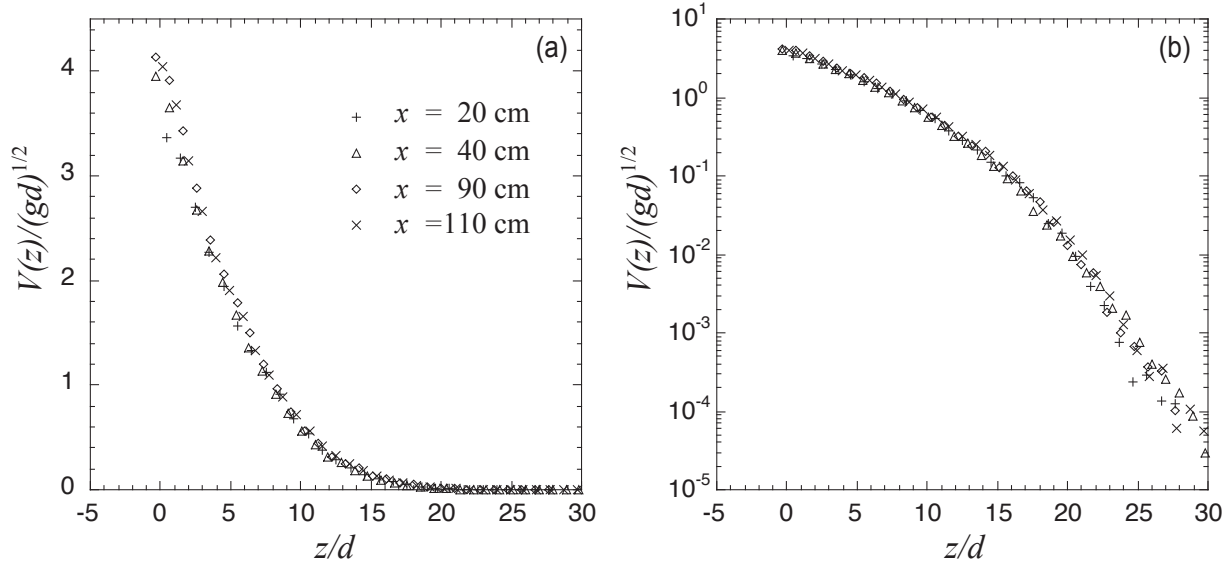 (a)
4
3
2
1
0
-5 0 5 10 15 20 25 30
z/d
V(z)/(gd)^{1/2}
+ x = 20 cm
△ x = 40 cm
◇ x = 90 cm
× x =110 cm
(b)
10^1
10^0
10^{-1}
10^{-2}
10^{-3}
10^{-4}
10^{-5}
-5 0 5 10 15 20 25 30
z/d
V(z)/(gd)^{1/2}